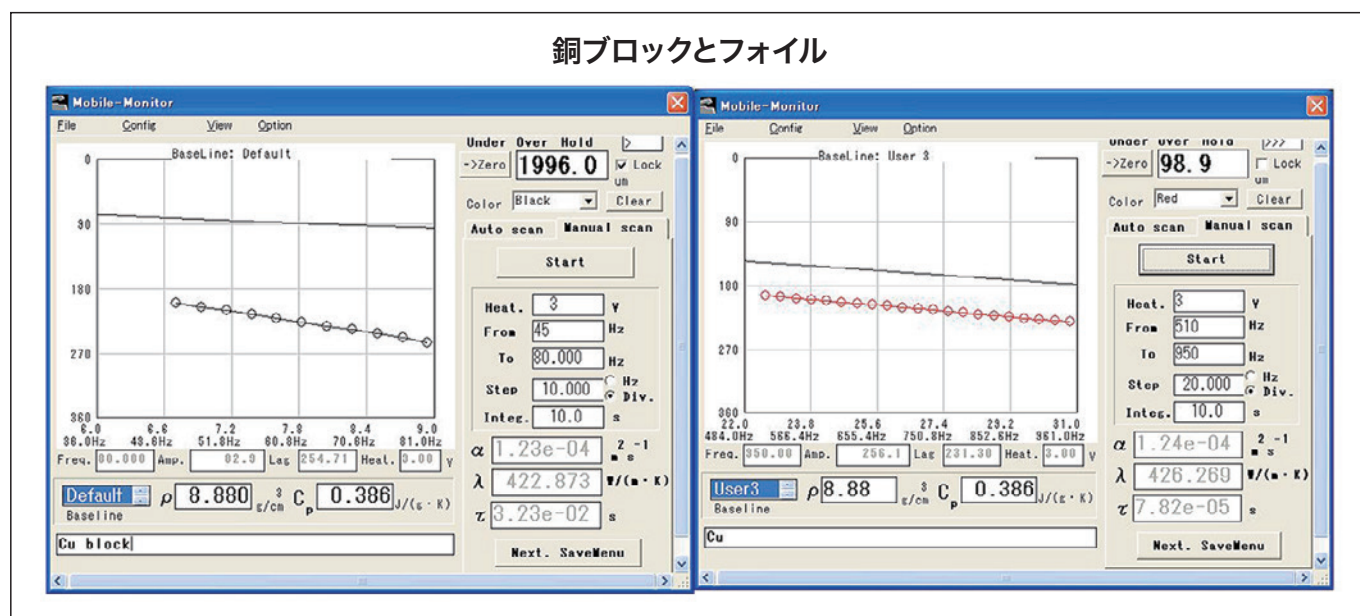 銅ブロックとフォイル
Mobile-Monitor
File Config View Option
BaseLine: Default
0
90
180
270
360
6.0 6.6 7.2 7.8 8.4 9.0
36.0Hz 43.6Hz 51.8Hz 60.8Hz 70.6Hz 81.0Hz
Under Over Hold
->Zero 1996.0 Lock
um
Color Black Clear
Auto scan Manual scan
Start
Heat. 3 V
From 45 Hz
To 80.000 Hz
Step 10.000 Hz
Div.
Integ. 10.0 s
Freq. Amp. 82.9 Lag 254.71 Heat. 3.00 V
α 1.23e-04 m2 s-1
λ 422.873 W/(m・K)
τ 3.23e-02 s
Default ρ 8.880 g/cm3 Cp 0.386 J/(g・K)
Baseline
Cu block
Next. SaveMenu
Mobile-Monitor
File Config View Option
BaseLine: User 3
0
90
180
270
360
22.0 23.8 25.6 27.4 29.2 31.0
484.0Hz 566.4Hz 655.4Hz 750.8Hz 852.6Hz 961.0Hz
Under Over Hold >>>
->Zero 98.9 Lock
um
Color Red Clear
Auto scan Manual scan
Start
Heat. 3 V
From 510 Hz
To 950 Hz
Step 20.000 Hz
Div.
Integ. 10.0 s
Freq. Amp. 256.1 Lag 231.30 Heat. 3.00 V
α 1.24e-04 m2 s-1
λ 426.269 W/(m・K)
τ 7.82e-05 s
User3 ρ 8.88 g/cm3 Cp 0.386 J/(g・K)
Baseline
Cu
Next. SaveMenu